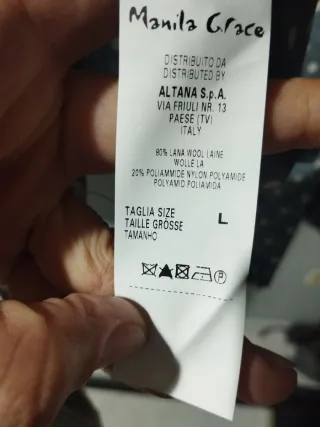 Manila Grace
DISTRIBUITO DA
DISTRIBUTED BY
ALTANA S.p.A.
VIA FRIULI NR. 13
PAESE (TV)
ITALY
80% LANA WOOL LAINE
WOLLE LA
20% POLIAMMIDE NYLON POLYAMIDE
POLYAMID POLIAMIDA
TAGLIA SIZE L
TAILLE GRÖSSE
TAMANHO
P